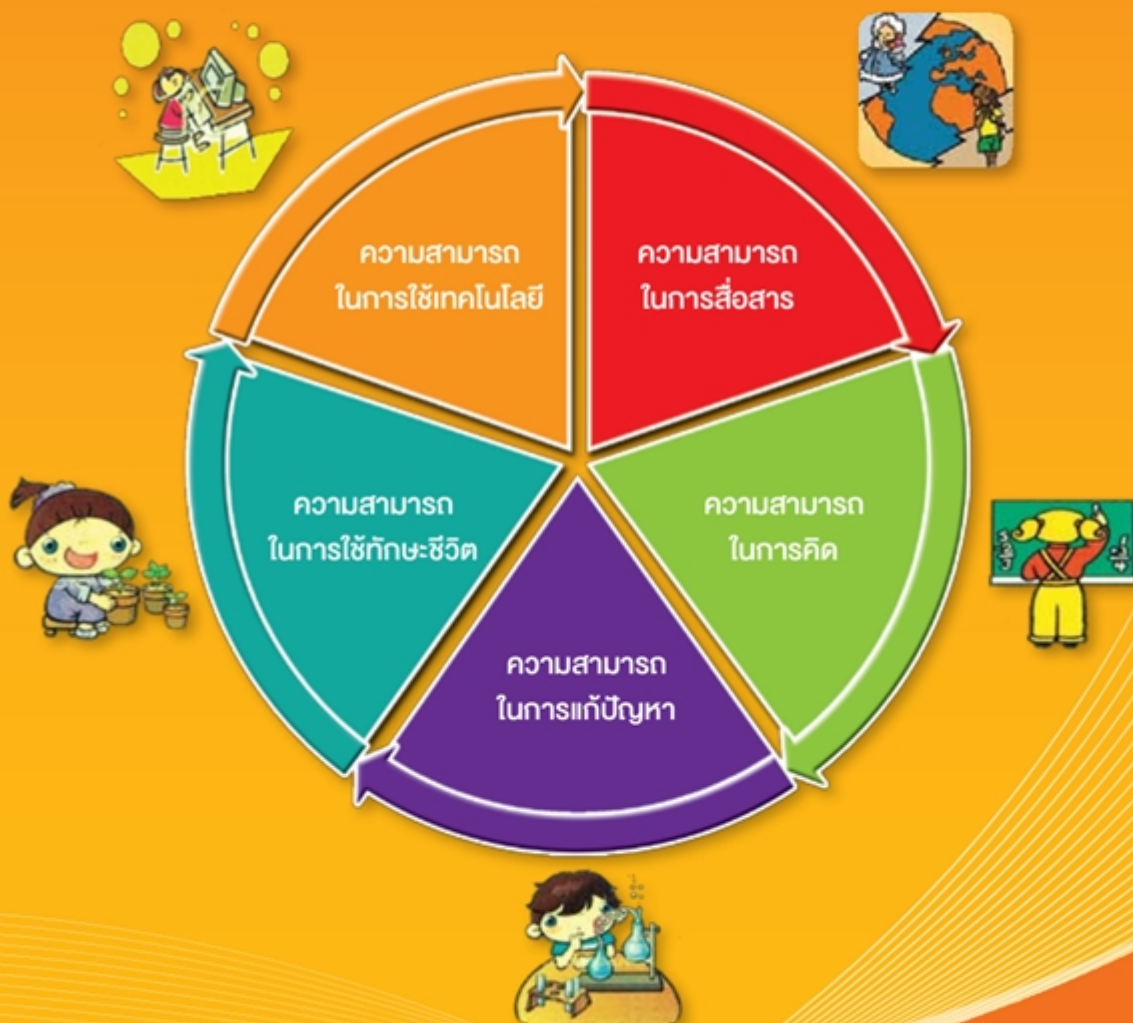 ความสามารถ
ในการสื่อสาร
ความสามารถ
ในการคิด
ความสามารถ
ในการแก้ปัญหา
ความสามารถ
ในการใช้ทักษะชีวิต
ความสามารถ
ในการใช้เทคโนโลยี